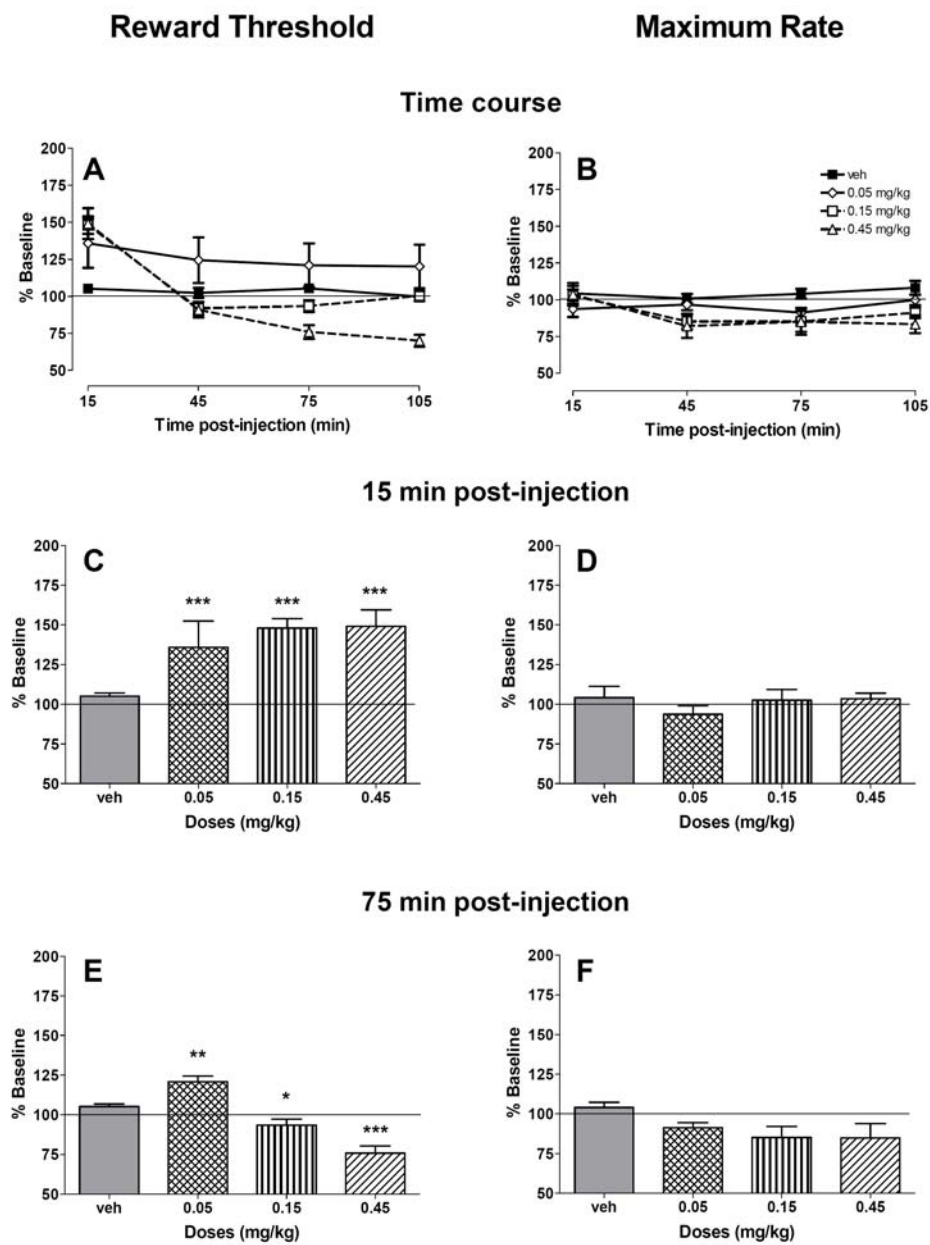 Reward Threshold
Maximum Rate
Time course
A
% Baseline
200
175
150
125
100
75
50
15
45
75
105
Time post-injection (min)
B
veh
0.05 mg/kg
0.15 mg/kg
0.45 mg/kg
% Baseline
200
175
150
125
100
75
50
15
45
75
105
Time post-injection (min)
15 min post-injection
C
% Baseline
200
175
150
125
100
75
50
***
***
***
veh
0.05
0.15
0.45
Doses (mg/kg)
D
% Baseline
200
175
150
125
100
75
50
veh
0.05
0.15
0.45
Doses (mg/kg)
75 min post-injection
E
% Baseline
200
175
150
125
100
75
50
**
*
***
veh
0.05
0.15
0.45
Doses (mg/kg)
F
% Baseline
200
175
150
125
100
75
50
veh
0.05
0.15
0.45
Doses (mg/kg)